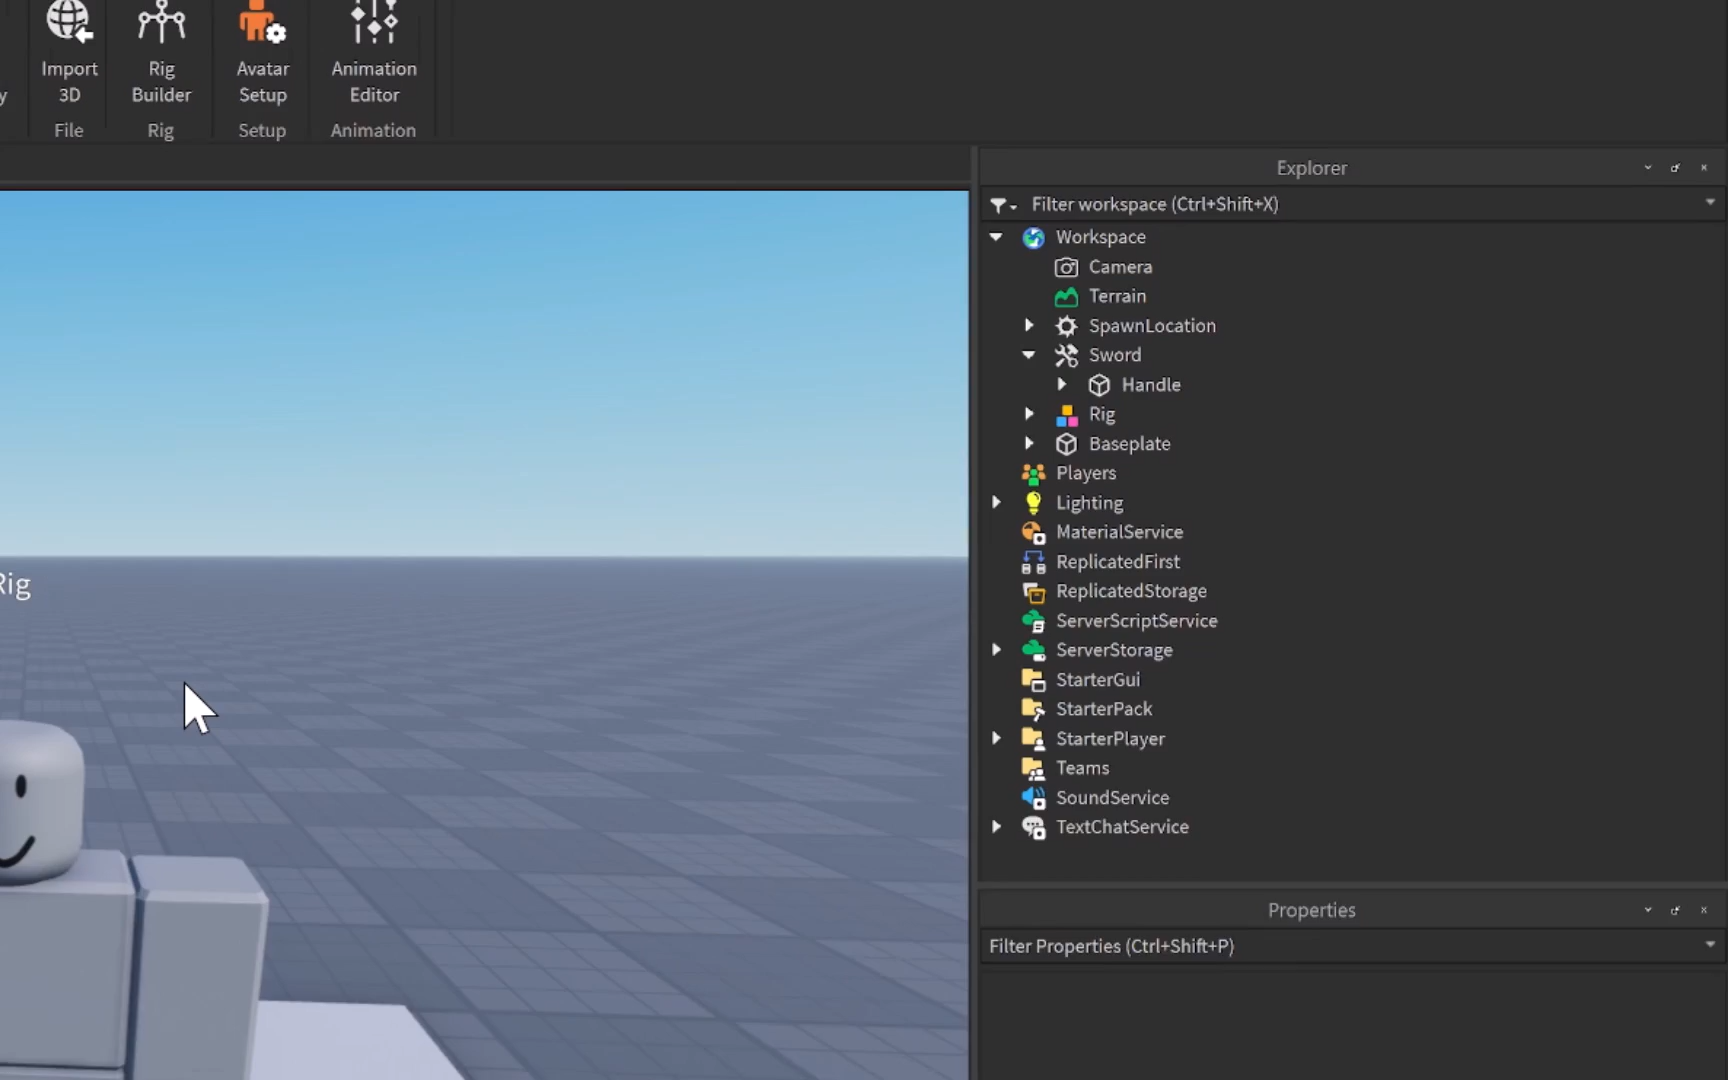 Import
3D
Rig
Builder
Avatar
Setup
Animation
Editor
y
File
Rig
Setup
Animation
Explorer
Filter workspace (Ctrl+Shift+X)
Workspace
Camera
Terrain
SpawnLocation
Sword
Handle
Rig
Baseplate
Players
Lighting
MaterialService
ReplicatedFirst
ReplicatedStorage
ServerScriptService
ServerStorage
StarterGui
StarterPack
StarterPlayer
Teams
SoundService
TextChatService
Rig
Properties
Filter Properties (Ctrl+Shift+P)